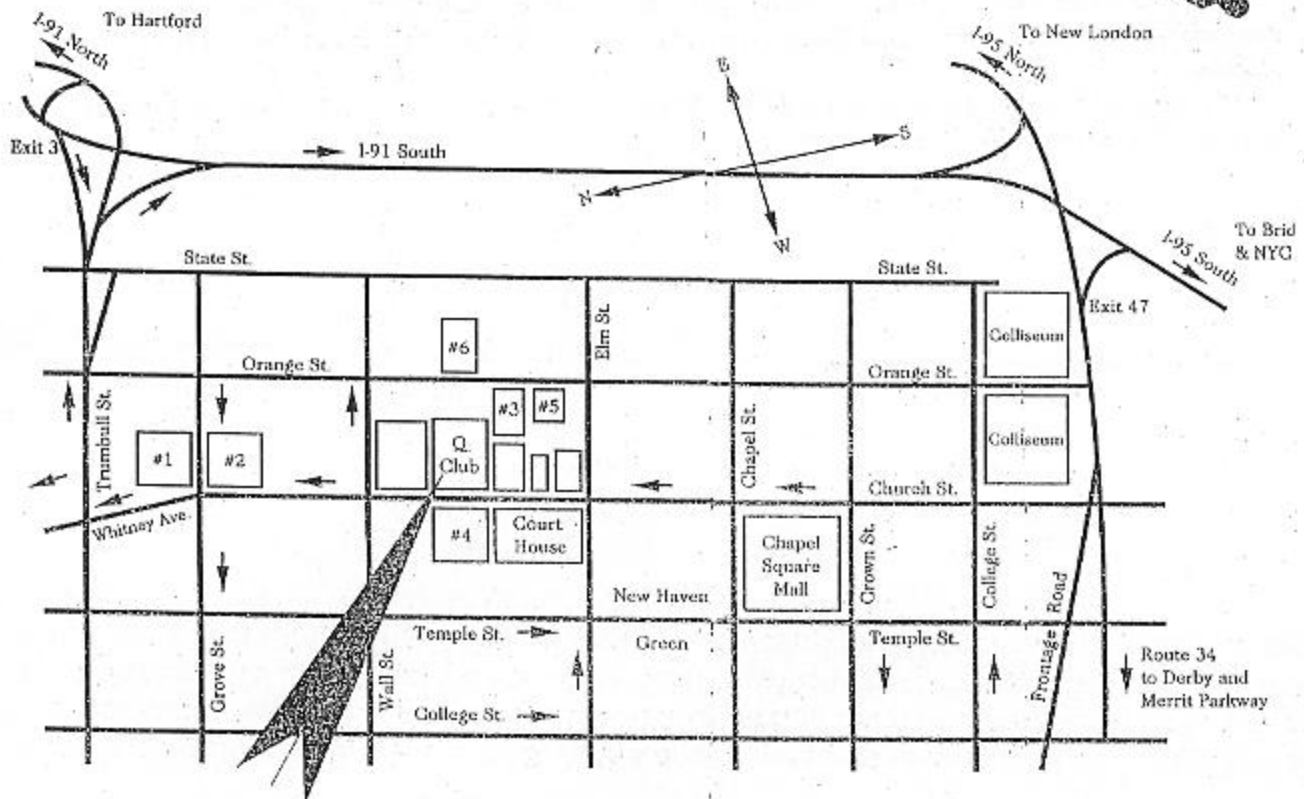 To Hartford
I-91 North
To New London
I-95 North
E
S
N
W
Exit 3
I-91 South
I-95 South
To Brid
& NYC
State St.
State St.
Exit 47
Colliseum
#6
Elm St.
Orange St.
Orange St.
Trumbull St.
#3
#5
Chapel St.
Colliseum
#1
#2
Q
Club
Church St.
Whitney Ave.
#4
Court
House
Chapel
Square
Mall
Crown St.
College St.
New Haven
Green
Grove St.
Wall St.
Temple St.
Temple St.
Frontage Road
Route 34
to Derby and
Merrit Parkway
College St.